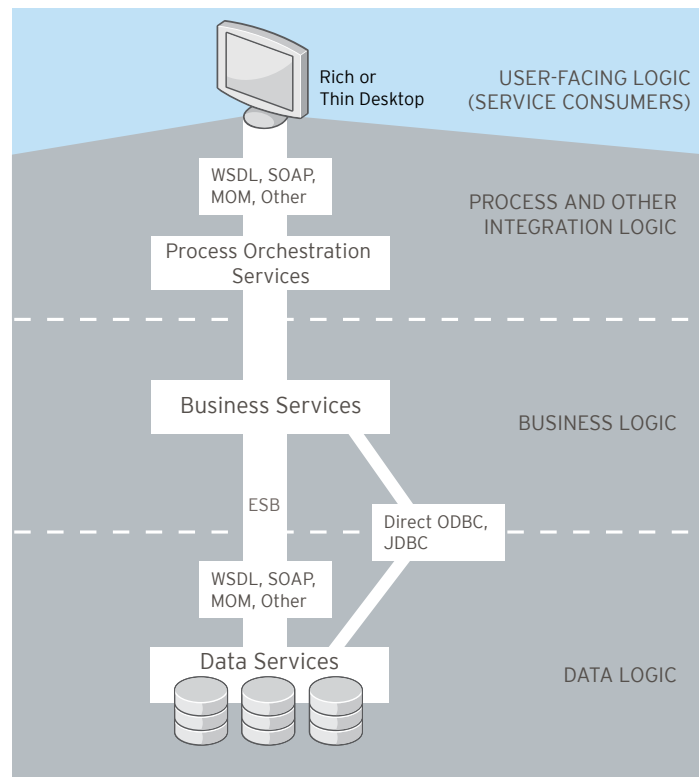 Rich or
Thin Desktop
USER-FACING LOGIC
(SERVICE CONSUMERS)
WSDL, SOAP,
MOM, Other
PROCESS AND OTHER
INTEGRATION LOGIC
Process Orchestration
Services
Business Services
BUSINESS LOGIC
ESB
Direct ODBC,
JDBC
WSDL, SOAP,
MOM, Other
Data Services
DATA LOGIC